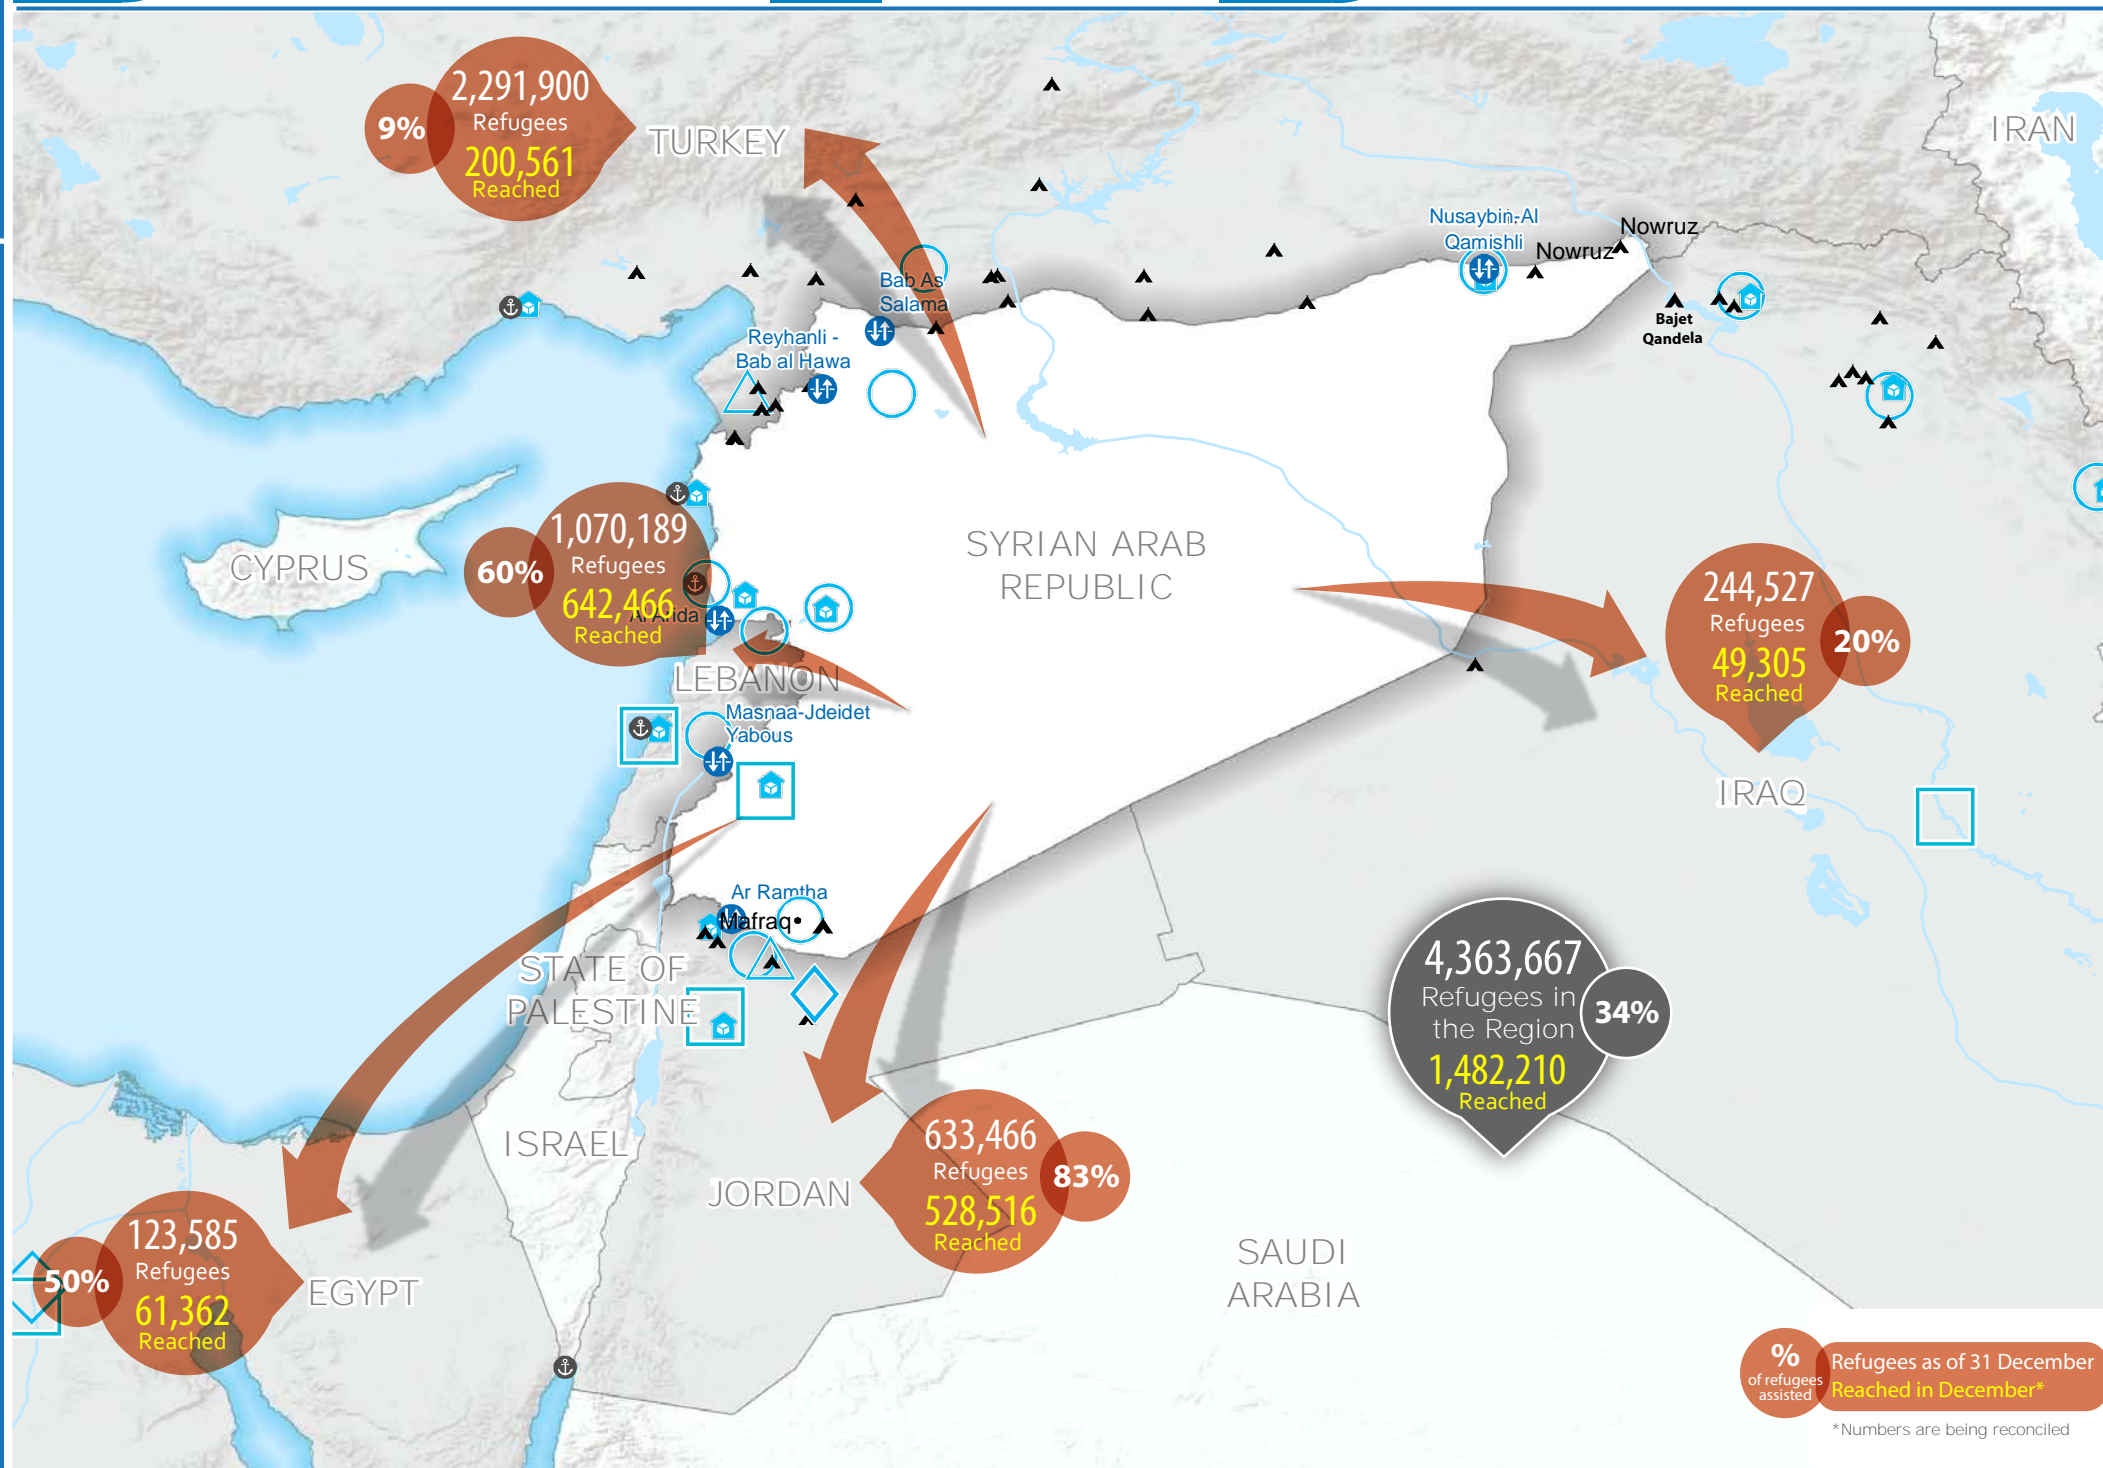 2,291,900
Refugees
200,561
Reached
9%
TURKEY
IRAN
Nusaybin-Al
Qamishli
Nowruz
Nowruz
Bab As
Salama
Reyhanli -
Bab al Hawa
Bajet
Qandela
CYPRUS
1,070,189
Refugees
642,466
Reached
60%
Al Arida
SYRIAN ARAB
REPUBLIC
244,527
Refugees
49,305
Reached
20%
LEBANON
Masnaa-Jdeidet
Yabous
IRAQ
Ar Ramtha
Mafraq
STATE OF
PALESTINE
4,363,667
Refugees in
the Region
1,482,210
Reached
34%
ISRAEL
JORDAN
633,466
Refugees
528,516
Reached
83%
123,585
Refugees
61,362
Reached
50%
EGYPT
SAUDI
ARABIA
%
of refugees
assisted
Refugees as of 31 December
Reached in December*
*Numbers are being reconciled